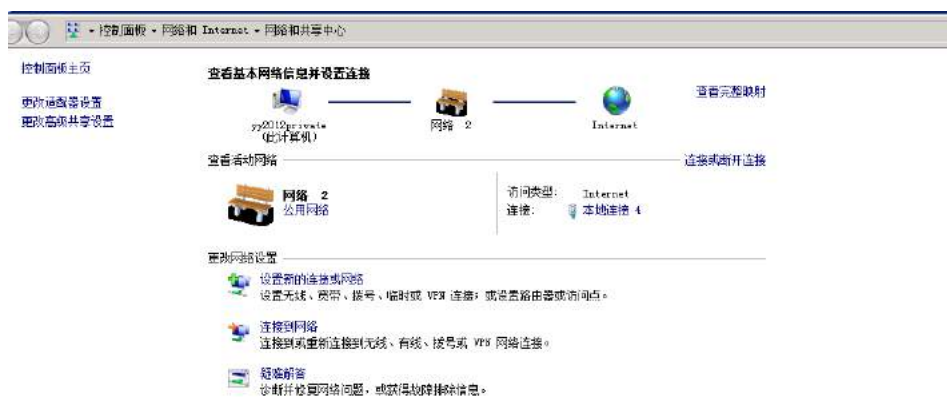 控制面板 网络和 Internet 网络和共享中心
控制面板主页
更改适配器设置
更改高级共享设置
查看基本网络信息并设置连接
查看完整映射
yy2012private
(此计算机)
网络 2
Internet
查看活动网络
连接或断开连接
网络 2
公用网络
访问类型: Internet
连接: 本地连接 4
更改网络设置
设置新的连接或网络
设置无线、宽带、拨号、临时或 VPN 连接；或设置路由器或访问点。
连接到网络
连接到或重新连接到无线、有线、拨号或 VPN 网络连接。
疑难解答
诊断并修复网络问题，或获得故障排除信息。